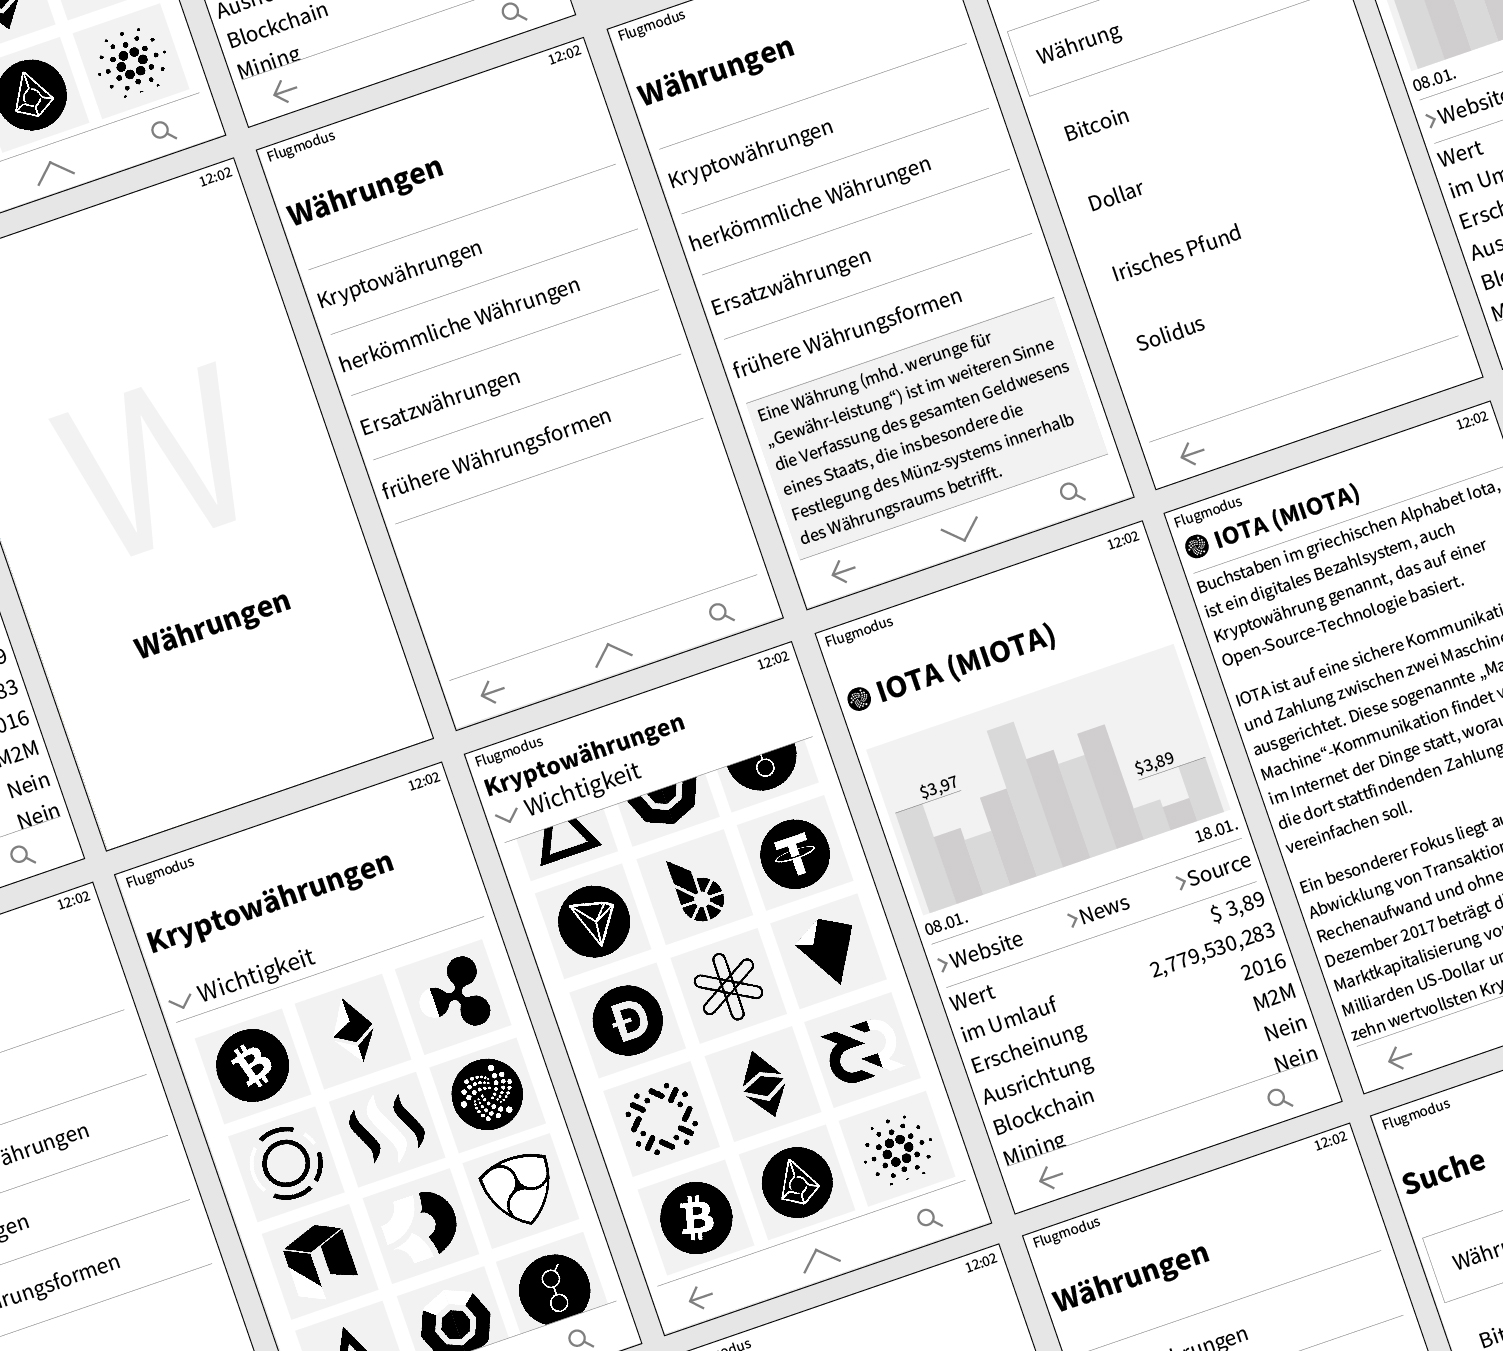 Blockchain
Mining
12:02
Flugmodus
Währungen
Kryptowährungen
herkömmliche Währungen
Ersatzwährungen
frühere Währungsformen
Flugmodus
Währungen
Kryptowährungen
herkömmliche Währungen
Ersatzwährungen
frühere Währungsformen
Eine Währung (mhd. werunge für
„Gewähr-leistung“) ist im weiteren Sinne
die Verfassung des gesamten Geldwesens
eines Staats, die insbesondere die
Festlegung des Münz-systems innerhalb
des Währungsraums betrifft.
Währung
Bitcoin
Dollar
Irisches Pfund
Solidus
08.01.
Website
Wert
im Um
Ersch
Aus
Blo
M
12:02
W
Währungen
9
83
016
M2M
Nein
Nein
12:02
Flugmodus
Kryptowährungen
Wichtigkeit
12:02
Flugmodus
Kryptowährungen
Wichtigkeit
12:02
Flugmodus
IOTA (MIOTA)
$3,97
$3,89
08.01.
18.01.
Website
News
Source
Wert
$ 3,89
im Umlauf
2,779,530,283
Erscheinung
2016
Ausrichtung
M2M
Blockchain
Nein
Mining
Nein
12:02
Flugmodus
IOTA (MIOTA)
Buchstaben im griechischen Alphabet Iota,
ist ein digitales Bezahlsystem, auch
Kryptowährung genannt, das auf einer
Open-Source-Technologie basiert.
IOTA ist auf eine sichere Kommunikati
und Zahlung zwischen zwei Maschine
ausgerichtet. Diese sogenannte „Ma
Machine“-Kommunikation findet v
im Internet der Dinge statt, worau
die dort stattfindenden Zahlung
vereinfachen soll.
Ein besonderer Fokus liegt au
Abwicklung von Transaktion
Rechenaufwand und ohne
Dezember 2017 beträgt di
Marktkapitalisierung vo
Milliarden US-Dollar un
zehn wertvollsten Kry
12:02
ährungen
gen
rungsformen
12:02
dus
12:02
Flugmodus
Währungen
rungen
Flugmodus
Suche
Währ
Bit